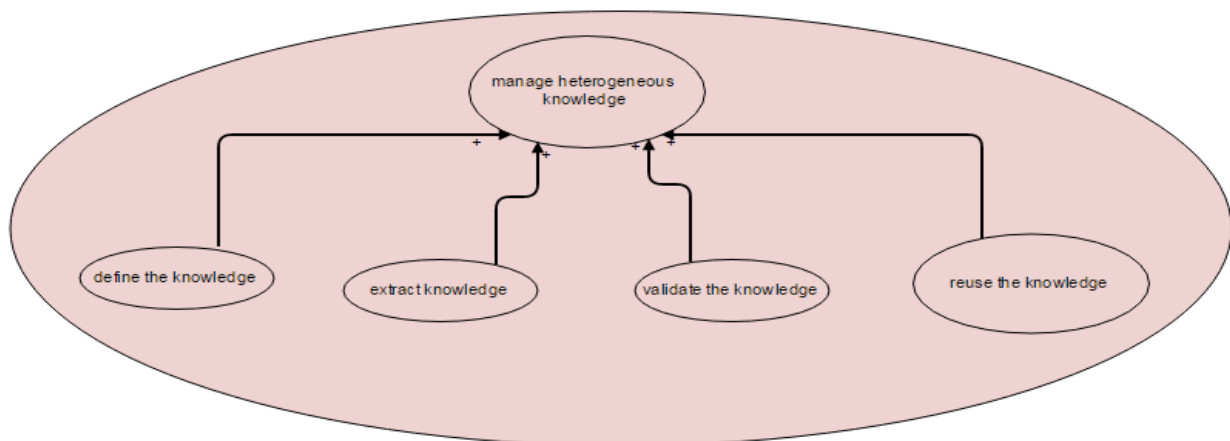 manage heterogeneous
knowledge
+
+
+
+
define the knowledge
extract knowledge
validate the knowledge
reuse the knowledge